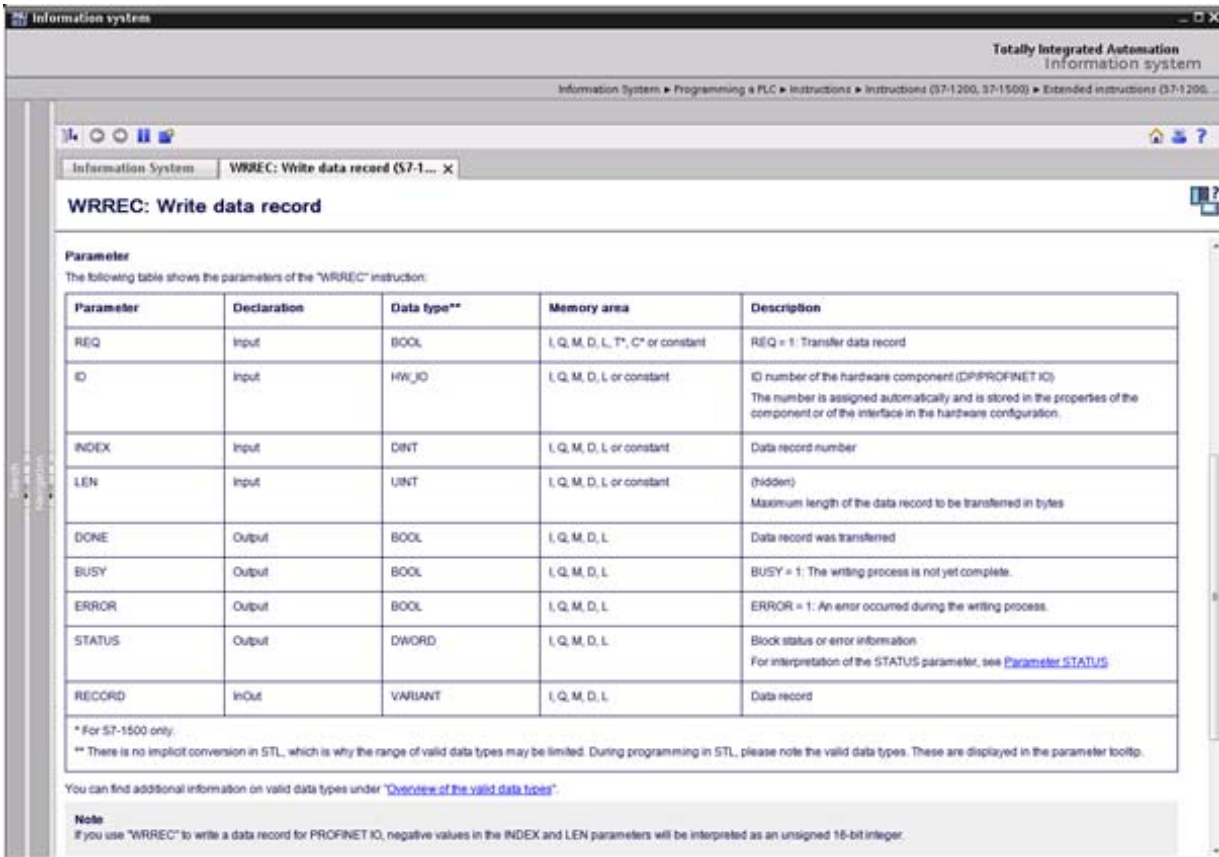 Information system
Totally Integrated Automation
Information system
Information System ▸ Programming a PLC ▸ Instructions ▸ Instructions (S7-1200, S7-1500) ▸ Extended instructions (S7-1200, ...
Information System
WRREC: Write data record (S7-1... X
WRREC: Write data record
Parameter
The following table shows the parameters of the "WRREC" instruction:
Parameter Declaration Data type** Memory area Description
REQ Input BOOL I, Q, M, D, L, T*, C* or constant REQ = 1: Transfer data record
ID Input HW_IO I, Q, M, D, L or constant ID number of the hardware component (DP/PROFINET IO)
The number is assigned automatically and is stored in the properties of the
component or of the interface in the hardware configuration.
INDEX Input DINT I, Q, M, D, L or constant Data record number
LEN Input UINT I, Q, M, D, L or constant (hidden)
Maximum length of the data record to be transferred in bytes
DONE Output BOOL I, Q, M, D, L Data record was transferred
BUSY Output BOOL I, Q, M, D, L BUSY = 1: The writing process is not yet complete.
ERROR Output BOOL I, Q, M, D, L ERROR = 1: An error occurred during the writing process.
STATUS Output DWORD I, Q, M, D, L Block status or error information
For interpretation of the STATUS parameter, see Parameter STATUS
RECORD InOut VARIANT I, Q, M, D, L Data record
* For S7-1500 only.
** There is no implicit conversion in STL, which is why the range of valid data types may be limited. During programming in STL, please note the valid data types. These are displayed in the parameter tooltip.
You can find additional information on valid data types under "Overview of the valid data types".
Note
If you use "WRREC" to write a data record for PROFINET IO, negative values in the INDEX and LEN parameters will be interpreted as an unsigned 16-bit integer.
Search
Navigation